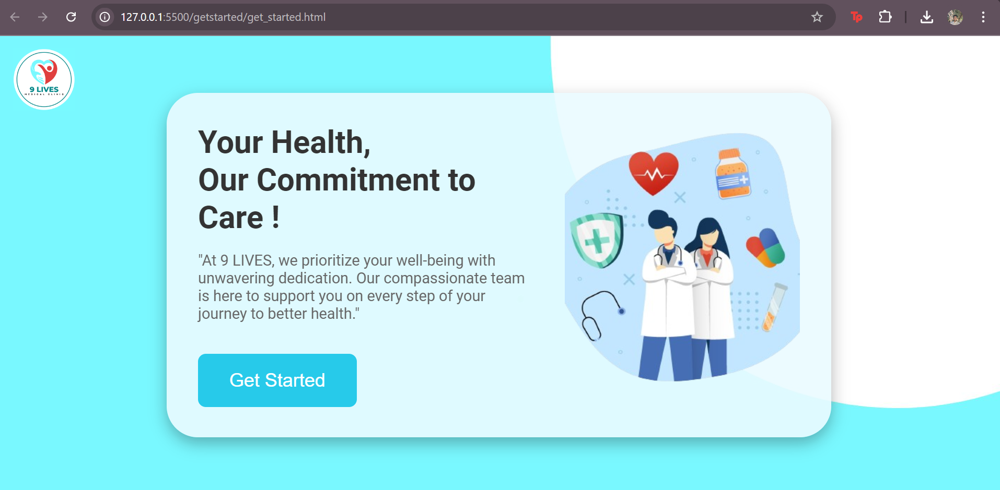 127.0.0.1:5500/getstarted/get_started.html
Tp
9 LIVES
MEDICAL CLINIC
Your Health,
Our Commitment to
Care !
"At 9 LIVES, we prioritize your well-being with
unwavering dedication. Our compassionate team
is here to support you on every step of your
journey to better health."
Get Started